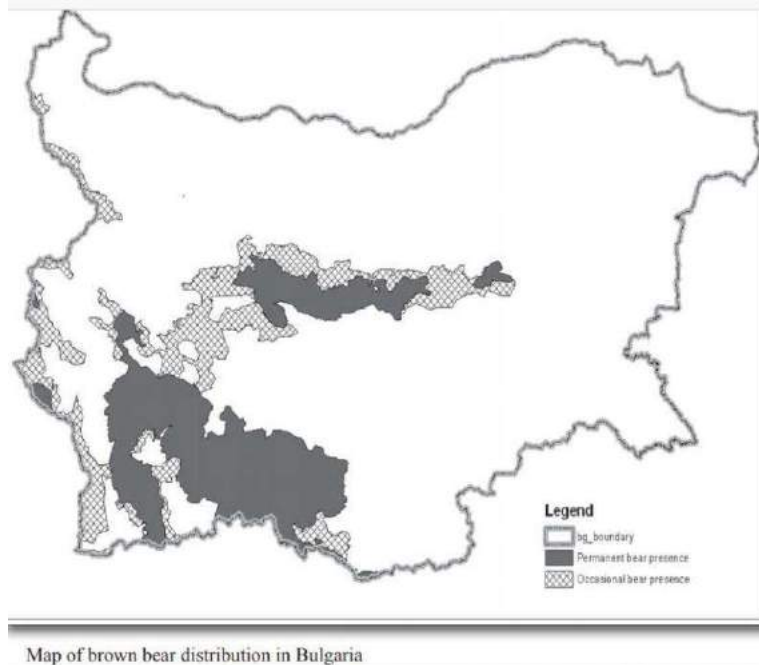 Legend
bg_boundary
Permanent bear presence
Occasional bear presence
Map of brown bear distribution in Bulgaria